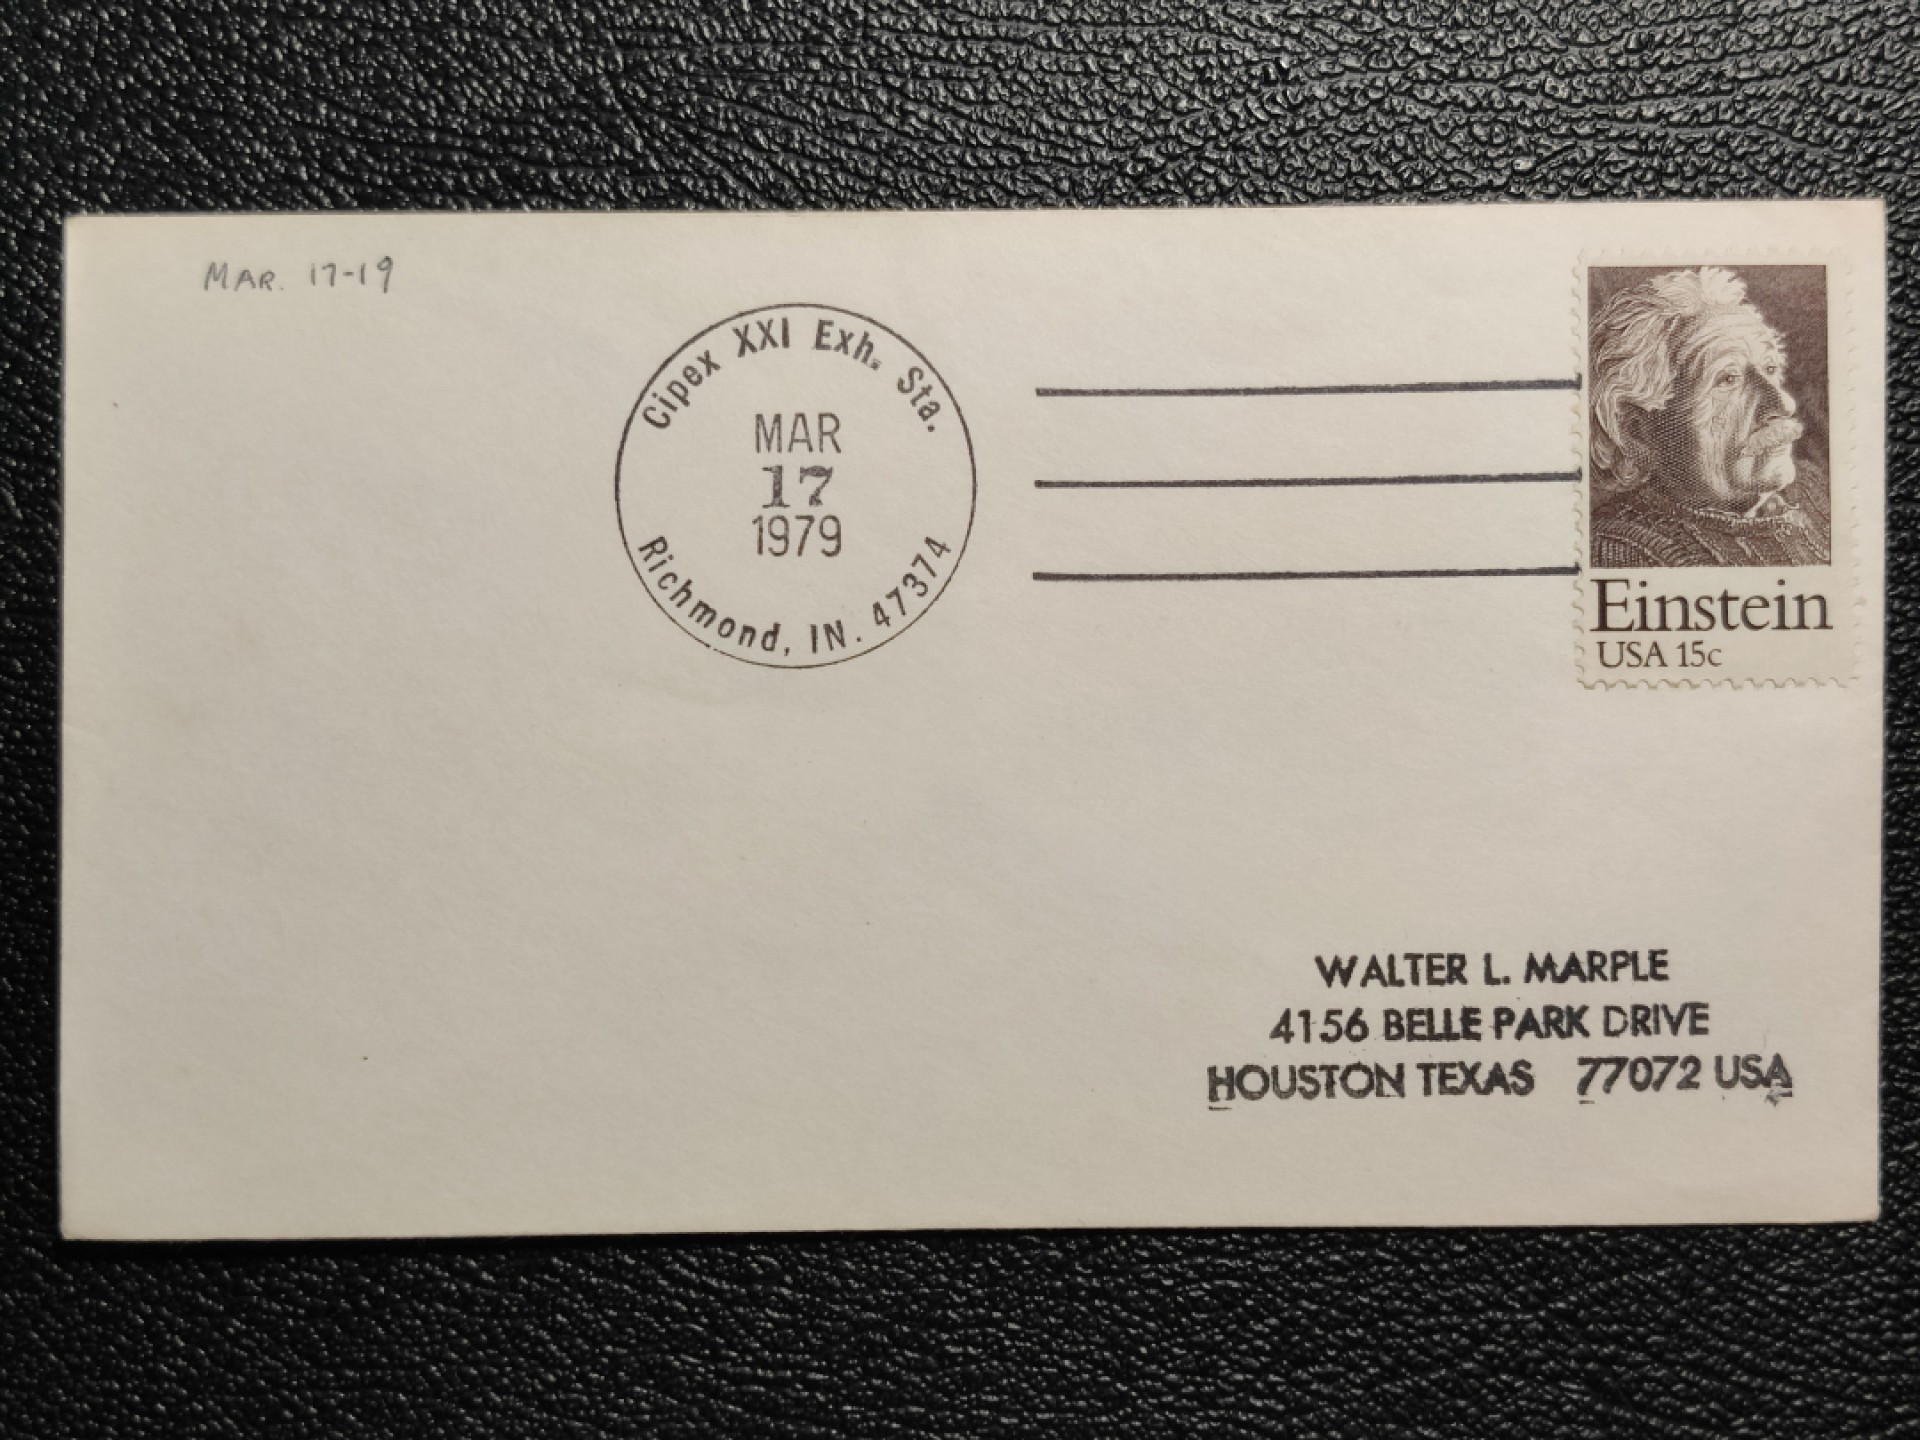 MAR. 17-19
Cipex XXI Exh. Sta.
MAR
17
1979
Richmond, IN. 47374
Einstein
USA 15c
WALTER L. MARPLE
4156 BELLE PARK DRIVE
HOUSTON TEXAS 77072 USA